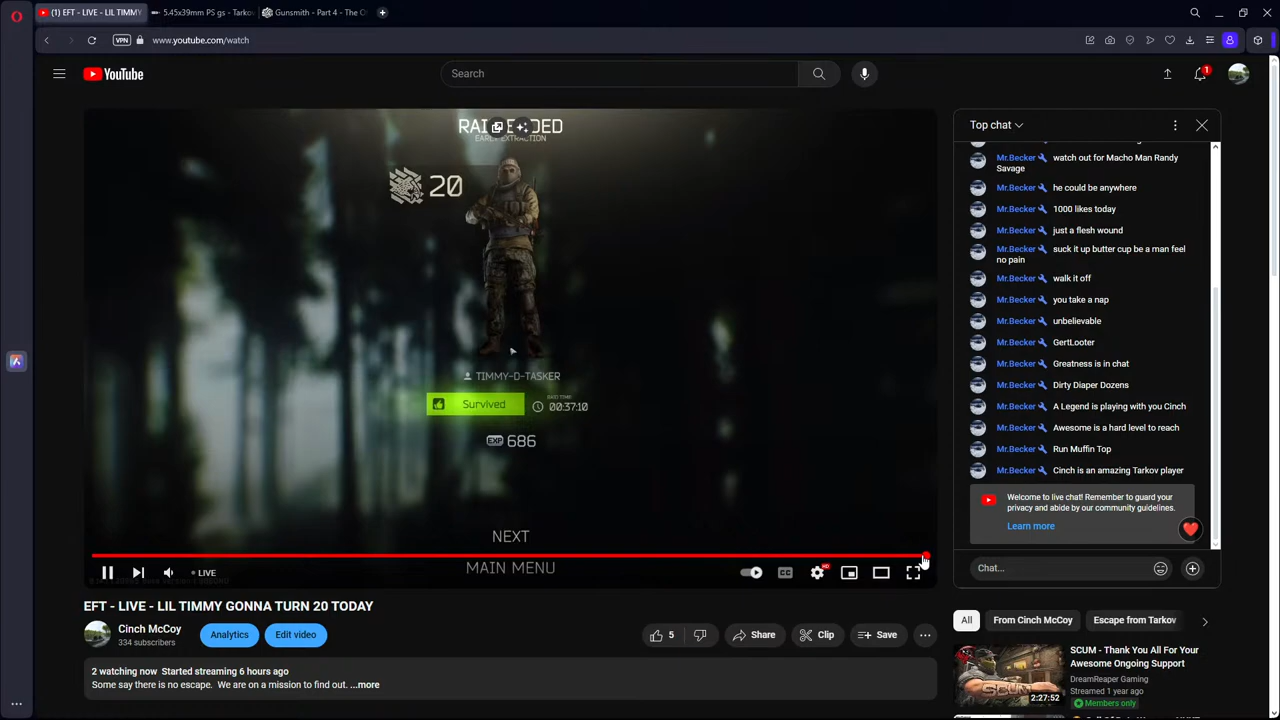 (1) EFT - LIVE - LIL TIMMY
5.45x39mm PS gs - Tarko
Gunsmith - Part 4 - The O
VPN
www.youtube.com/watch
YouTube
Search
1
EARLY EXTRACTION
20
TIMMY-D-TASKER
Survived
00:37:10
EXP 686
NEXT
MAIN MENU
LIVE
HD
EFT - LIVE - LIL TIMMY GONNA TURN 20 TODAY
Cinch McCoy
334 subscribers
Analytics
Edit video
5
Share
Clip
Save
2 watching now Started streaming 6 hours ago
Some say there is no escape. We are on a mission to find out. ...more
Top chat
Mr.Becker watch out for Macho Man Randy
Savage
Mr.Becker he could be anywhere
Mr.Becker 1000 likes today
Mr.Becker just a flesh wound
Mr.Becker suck it up butter cup be a man feel
no pain
Mr.Becker walk it off
Mr.Becker you take a nap
Mr.Becker unbelievable
Mr.Becker GertLooter
Mr.Becker Greatness is in chat
Mr.Becker Dirty Diaper Dozens
Mr.Becker A Legend is playing with you Cinch
Mr.Becker Awesome is a hard level to reach
Mr.Becker Run Muffin Top
Mr.Becker Cinch is an amazing Tarkov player
Welcome to live chat! Remember to guard your
privacy and abide by our community guidelines.
Learn more
Chat...
All
From Cinch McCoy
Escape from Tarkov
SCUM
2:27:52
SCUM - Thank You All For Your
Awesome Ongoing Support
DreamReaper Gaming
Streamed 1 year ago
Members only